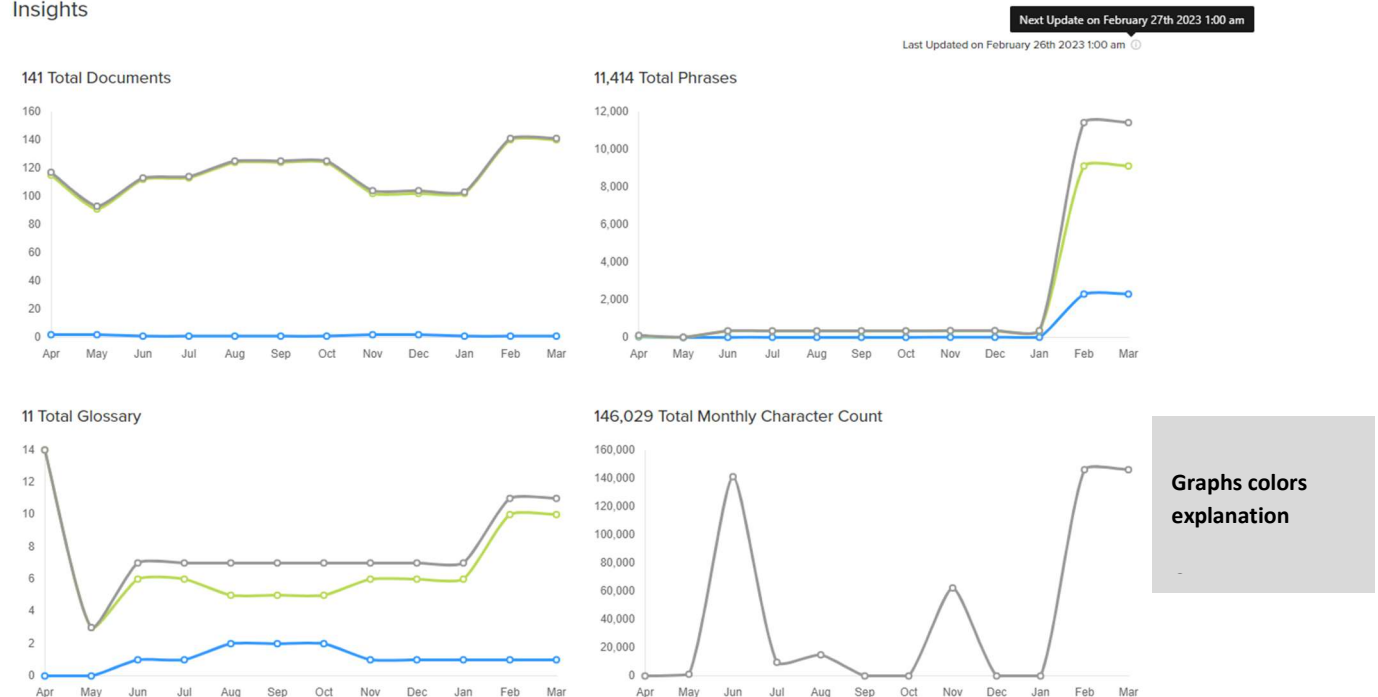 Insights
Next Update on February 27th 2023 1:00 am
Last Updated on February 26th 2023 1:00 am
141 Total Documents
160
140
120
100
80
60
40
20
0
Apr May Jun Jul Aug Sep Oct Nov Dec Jan Feb Mar
11,414 Total Phrases
12,000
10,000
8,000
6,000
4,000
2,000
0
Apr May Jun Jul Aug Sep Oct Nov Dec Jan Feb Mar
11 Total Glossary
14
12
10
8
6
4
2
0
Apr May Jun Jul Aug Sep Oct Nov Dec Jan Feb Mar
146,029 Total Monthly Character Count
160,000
140,000
120,000
100,000
80,000
60,000
40,000
20,000
0
Apr May Jun Jul Aug Sep Oct Nov Dec Jan Feb Mar
Graphs colors
explanation
-